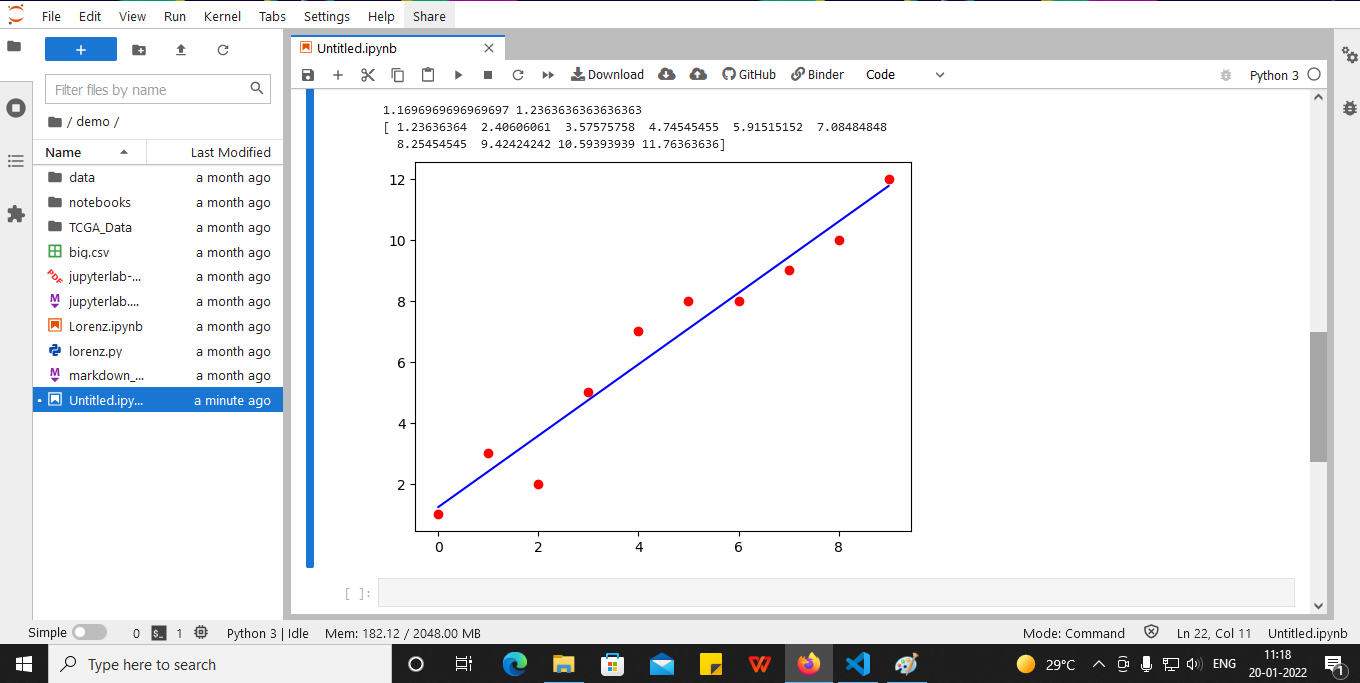 File Edit View Run Kernel Tabs Settings Help Share
Untitled.ipynb
Download GitHub Binder Code Python 3
Filter files by name
/ demo /
Name Last Modified
data a month ago
notebooks a month ago
TCGA_Data a month ago
big.csv a month ago
jupyterlab-... a month ago
jupyterlab.... a month ago
Lorenz.ipynb a month ago
lorenz.py a month ago
markdown_... a month ago
Untitled.ipy... a minute ago
1.1696969696969697 1.2363636363636363
[ 1.23636364 2.40606061 3.57575758 4.74545455 5.91515152 7.08484848
8.25454545 9.42424242 10.59393939 11.76363636]
12
10
8
6
4
2
0 2 4 6 8
[ ]:
Simple 0 1 Python 3 | Idle Mem: 182.12 / 2048.00 MB Mode: Command Ln 22, Col 11 Untitled.ipynb
Type here to search 29°C ENG 11:18
20-01-2022 1